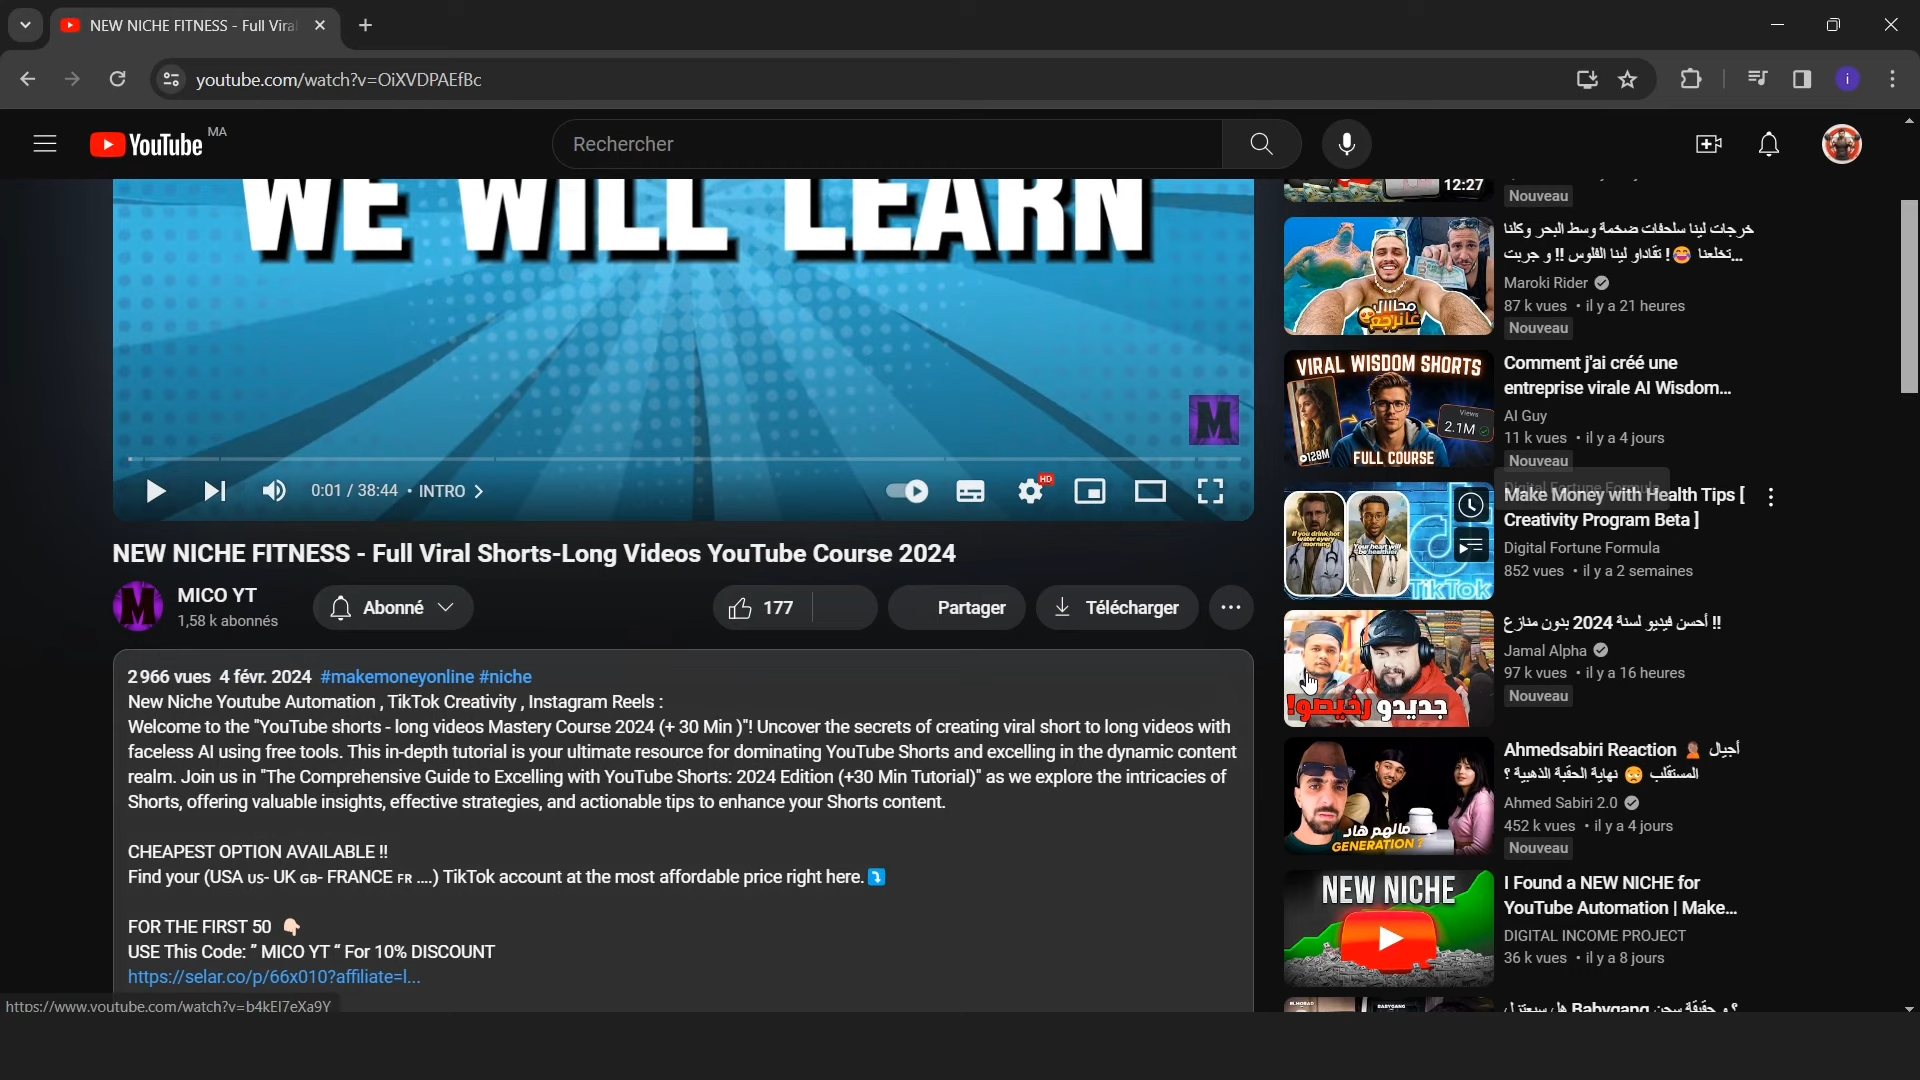 NEW NICHE FITNESS - Full Viral
youtube.com/watch?v=OiXVDPAEfBc
i
YouTube MA
Rechercher
WE WILL LEARN
M
0:01 / 38:44 • INTRO
HD
NEW NICHE FITNESS - Full Viral Shorts-Long Videos YouTube Course 2024
M
MICO YT
1,58 k abonnés
Abonné
177
Partager
Télécharger
2 966 vues 4 févr. 2024 #makemoneyonline #niche
New Niche Youtube Automation , TikTok Creativity , Instagram Reels :
Welcome to the "YouTube shorts - long videos Mastery Course 2024 (+ 30 Min )"! Uncover the secrets of creating viral short to long videos with
faceless AI using free tools. This in-depth tutorial is your ultimate resource for dominating YouTube Shorts and excelling in the dynamic content
realm. Join us in "The Comprehensive Guide to Excelling with YouTube Shorts: 2024 Edition (+30 Min Tutorial)" as we explore the intricacies of
Shorts, offering valuable insights, effective strategies, and actionable tips to enhance your Shorts content.
CHEAPEST OPTION AVAILABLE !!
Find your (USA US- UK GB- FRANCE FR ....) TikTok account at the most affordable price right here. ⤵️
FOR THE FIRST 50 👇🏻
USE This Code: ” MICO YT “ For 10% DISCOUNT
https://selar.co/p/66x010?affiliate=l...
https://www.youtube.com/watch?v=b4kEI7eXa9Y
12:27
Nouveau
مجاااال
غانرجع
خرجات لينا سلحفات ضخمة وسط البحر وكلنا
تخلعنا 😂 ! تقاداو لينا الفلوس !! و جربت...
Maroki Rider
87 k vues • il y a 21 heures
Nouveau
VIRAL WISDOM SHORTS
Views
2.1M
128M
FULL COURSE
Comment j'ai créé une
entreprise virale AI Wisdom...
AI Guy
11 k vues • il y a 4 jours
Nouveau
Digital Fortune Formula
If you drink hot
water every
morning,
Your heart will
be healthier
TikTok
Make Money with Health Tips [
Creativity Program Beta ]
Digital Fortune Formula
852 vues • il y a 2 semaines
جديدو رخيصو!
أحسن فيديو لسنة 2024 بدون منازع !!
Jamal Alpha
97 k vues • il y a 16 heures
Nouveau
مالهم هاد
GENERATION ?
Ahmedsabiri Reaction 🤦🏽 أجيال
المستقلب 😳 نهاية الحقبة الذهبية ؟
Ahmed Sabiri 2.0
452 k vues • il y a 4 jours
Nouveau
NEW NICHE
I Found a NEW NICHE for
YouTube Automation | Make...
DIGITAL INCOME PROJECT
36 k vues • il y a 8 jours
BABYGANG
Babygang